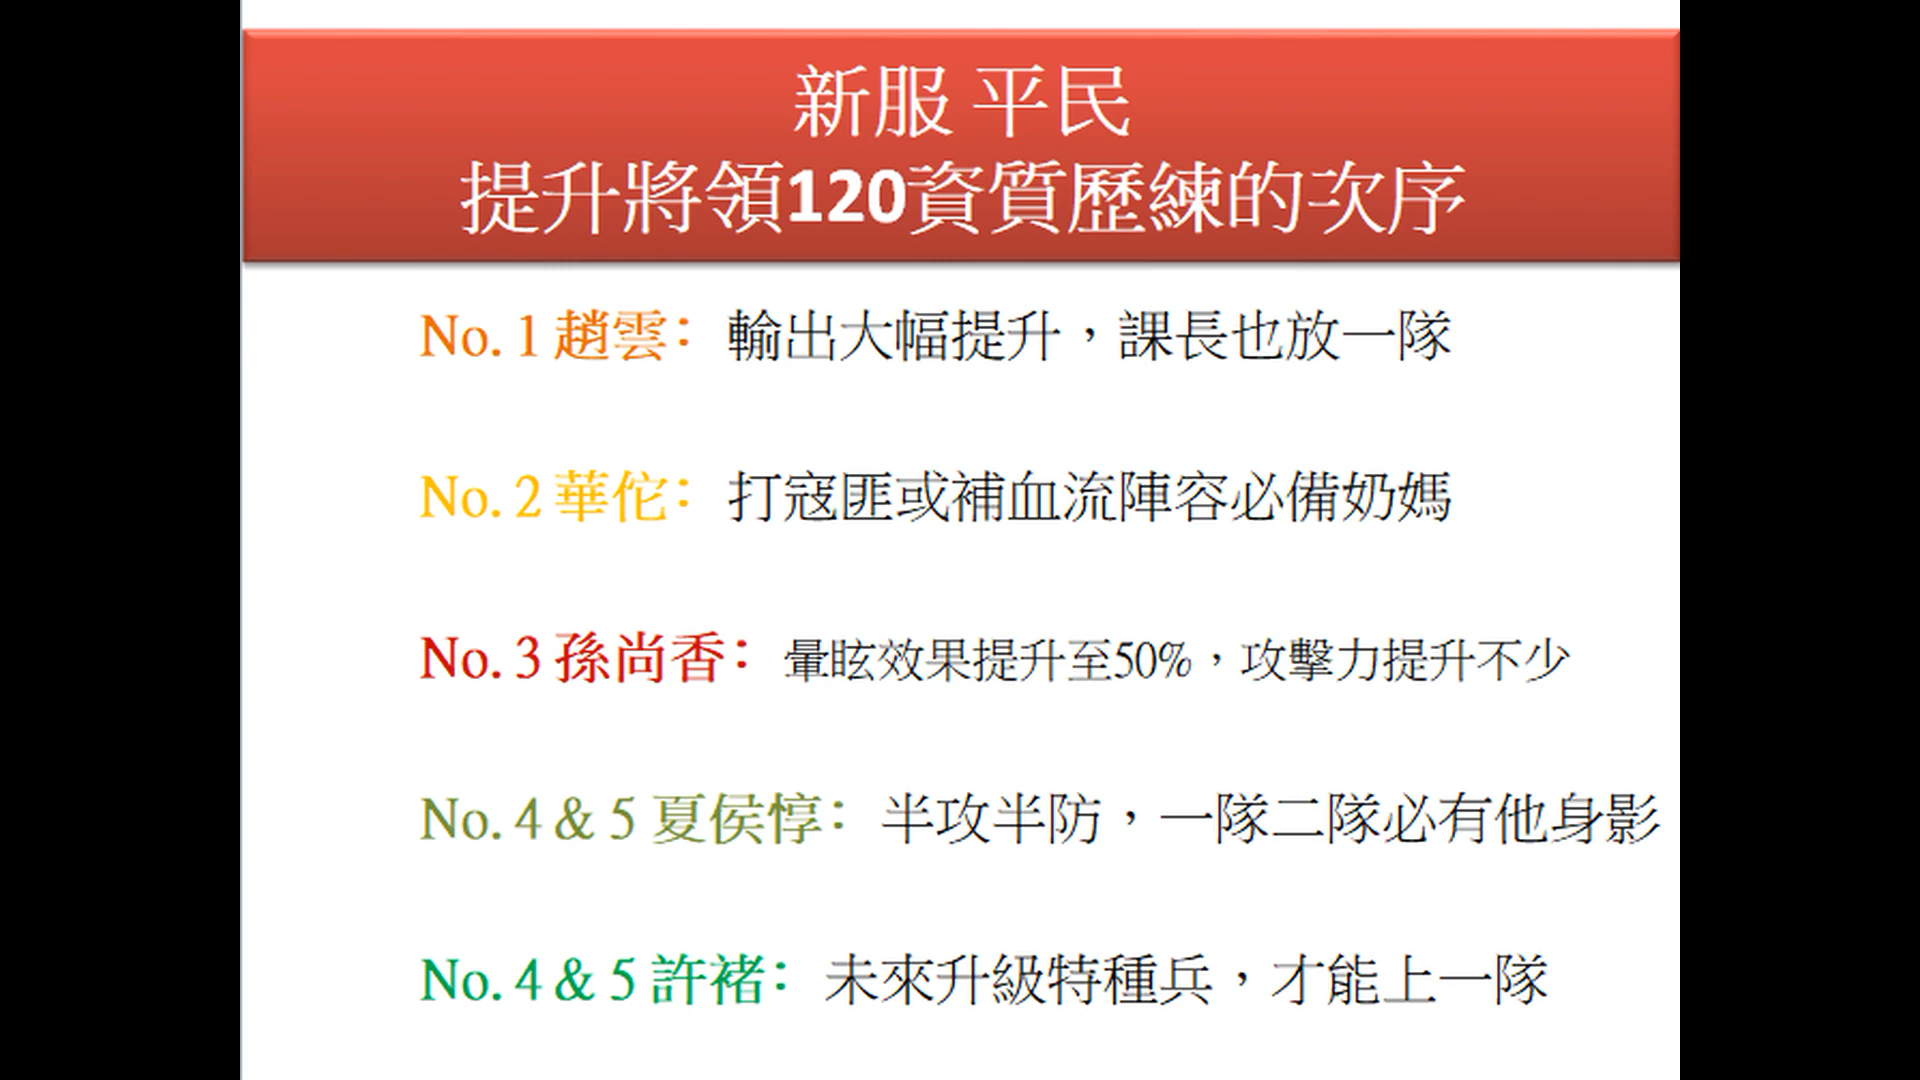 新服 平民
提升將領120資質歷練的次序
No. 1 趙雲： 輸出大幅提升，課長也放一隊
No. 2 華佗： 打寇匪或補血流陣容必備奶媽
No. 3 孫尚香： 暈眩效果提升至50%，攻擊力提升不少
No. 4 & 5 夏侯惇： 半攻半防，一隊二隊必有他身影
No. 4 & 5 許褚： 未來升級特種兵，才能上一隊